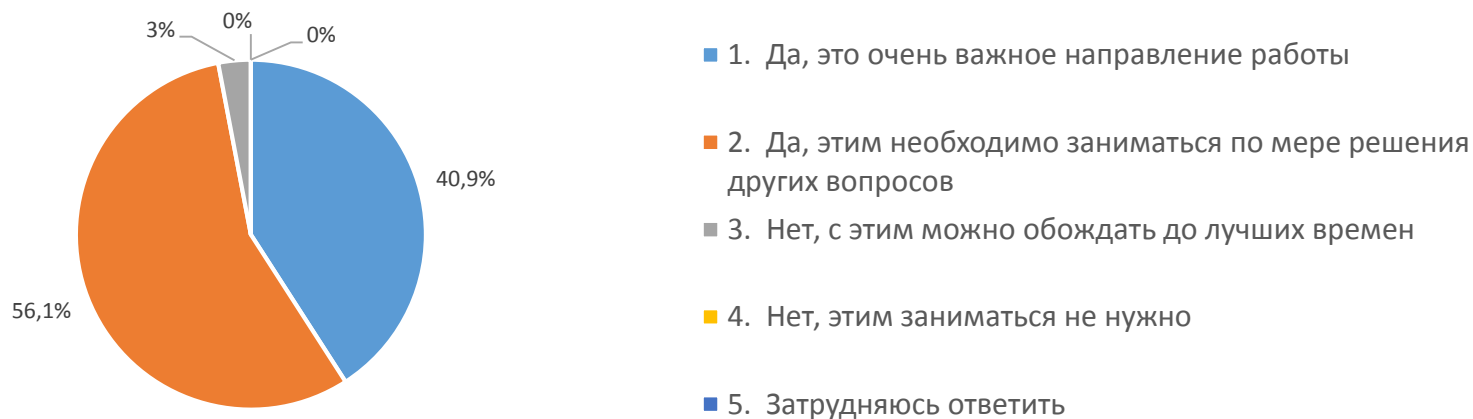 0%
3%
0%
40,9%
56,1%
1. Да, это очень важное направление работы
2. Да, этим необходимо заниматься по мере решения
других вопросов
3. Нет, с этим можно обождать до лучших времен
4. Нет, этим заниматься не нужно
5. Затрудняюсь ответить